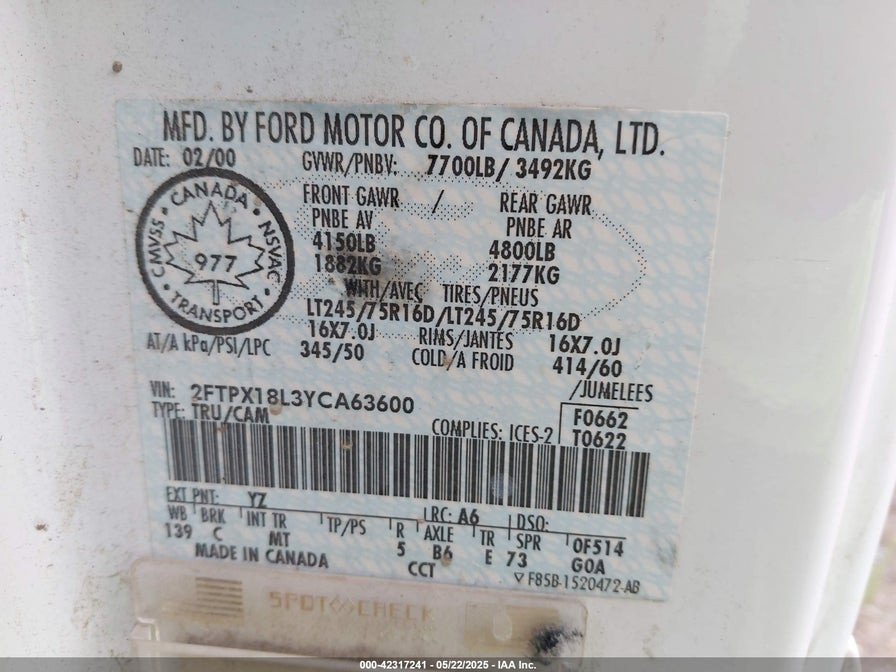 MFD. BY FORD MOTOR CO. OF CANADA, LTD.
DATE: 02/00 GVWR/PNBV: 7700LB/ 3492KG
FRONT GAWR / REAR GAWR
PNBE AV PNBE AR
4150LB 4800LB
1882KG 2177KG
WITH/AVEC TIRES/PNEUS
LT245/75R16D/LT245/75R16D
16X7.0J RIMS/JANTES 16X7.0J
AT/A kPa/PSI/LPC 345/50 COLD/A FROID 414/60
CANADA
CMVSS NSVAC
977
TRANSPORT
/JUMELEES
VIN: 2FTPX18L3YCA63600
TYPE: TRU/CAM
COMPLIES: ICES-2
F0662
T0622
EXT PNT: YZ LRC: A6 DSO:
WB BRK INT TR TP/PS R AXLE TR SPR 0F514
139 C MT 5 B6 E 73 GOA
MADE IN CANADA CCT
F85B-1520472-AB
SPOT CHECK
000-42317241 - 05/22/2025 - IAA Inc.